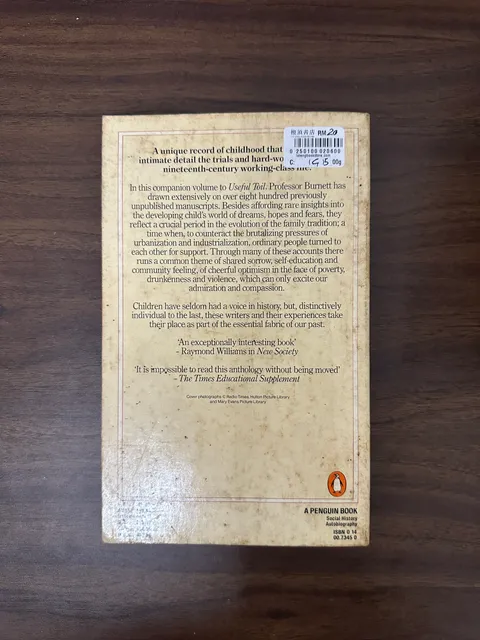 RM 20
0 250100 020600
C: 1G 15 00g
A unique record of childhood that
intimate detail the trials and hard-wo
nineteenth-century working-class life.
In this companion volume to Useful Toil, Professor Burnett has
drawn extensively on over eight hundred previously
unpublished manuscripts. Besides affording rare insights into
the developing child's world of dreams, hopes and fears, they
reflect a crucial period in the evolution of the family tradition; a
time when, to counteract the brutalizing pressures of
urbanization and industrialization, ordinary people turned to
each other for support. Through many of these accounts there
runs a common theme of shared sorrow, self-education and
community feeling, of cheerful optimism in the face of poverty,
drunkenness and violence, which can only excite our
admiration and compassion.
Children have seldom had a voice in history, but, distinctively
individual to the last, these writers and their experiences take
their place as part of the essential fabric of our past.
'An exceptionally interesting book'
- Raymond Williams in New Society
'It is impossible to read this anthology without being moved'
- The Times Educational Supplement
Cover photographs © Radio Times, Hulton Picture Library
and Mary Evans Picture Library
A PENGUIN BOOK
Social History
Autobiography
ISBN 0 14
00.7345 0